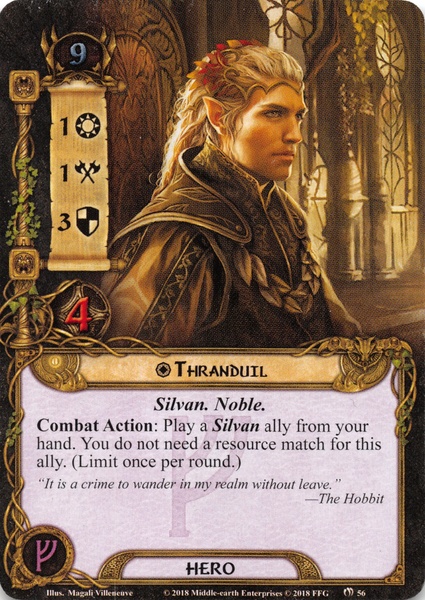 9
1
1
3
4
THRANDUIL
Silvan. Noble.
Combat Action: Play a Silvan ally from your
hand. You do not need a resource match for this
ally. (Limit once per round.)
“It is a crime to wander in my realm without leave.”
—The Hobbit
HERO
Illus. Magali Villeneuve © 2018 Middle-earth Enterprises © 2018 FFG 56